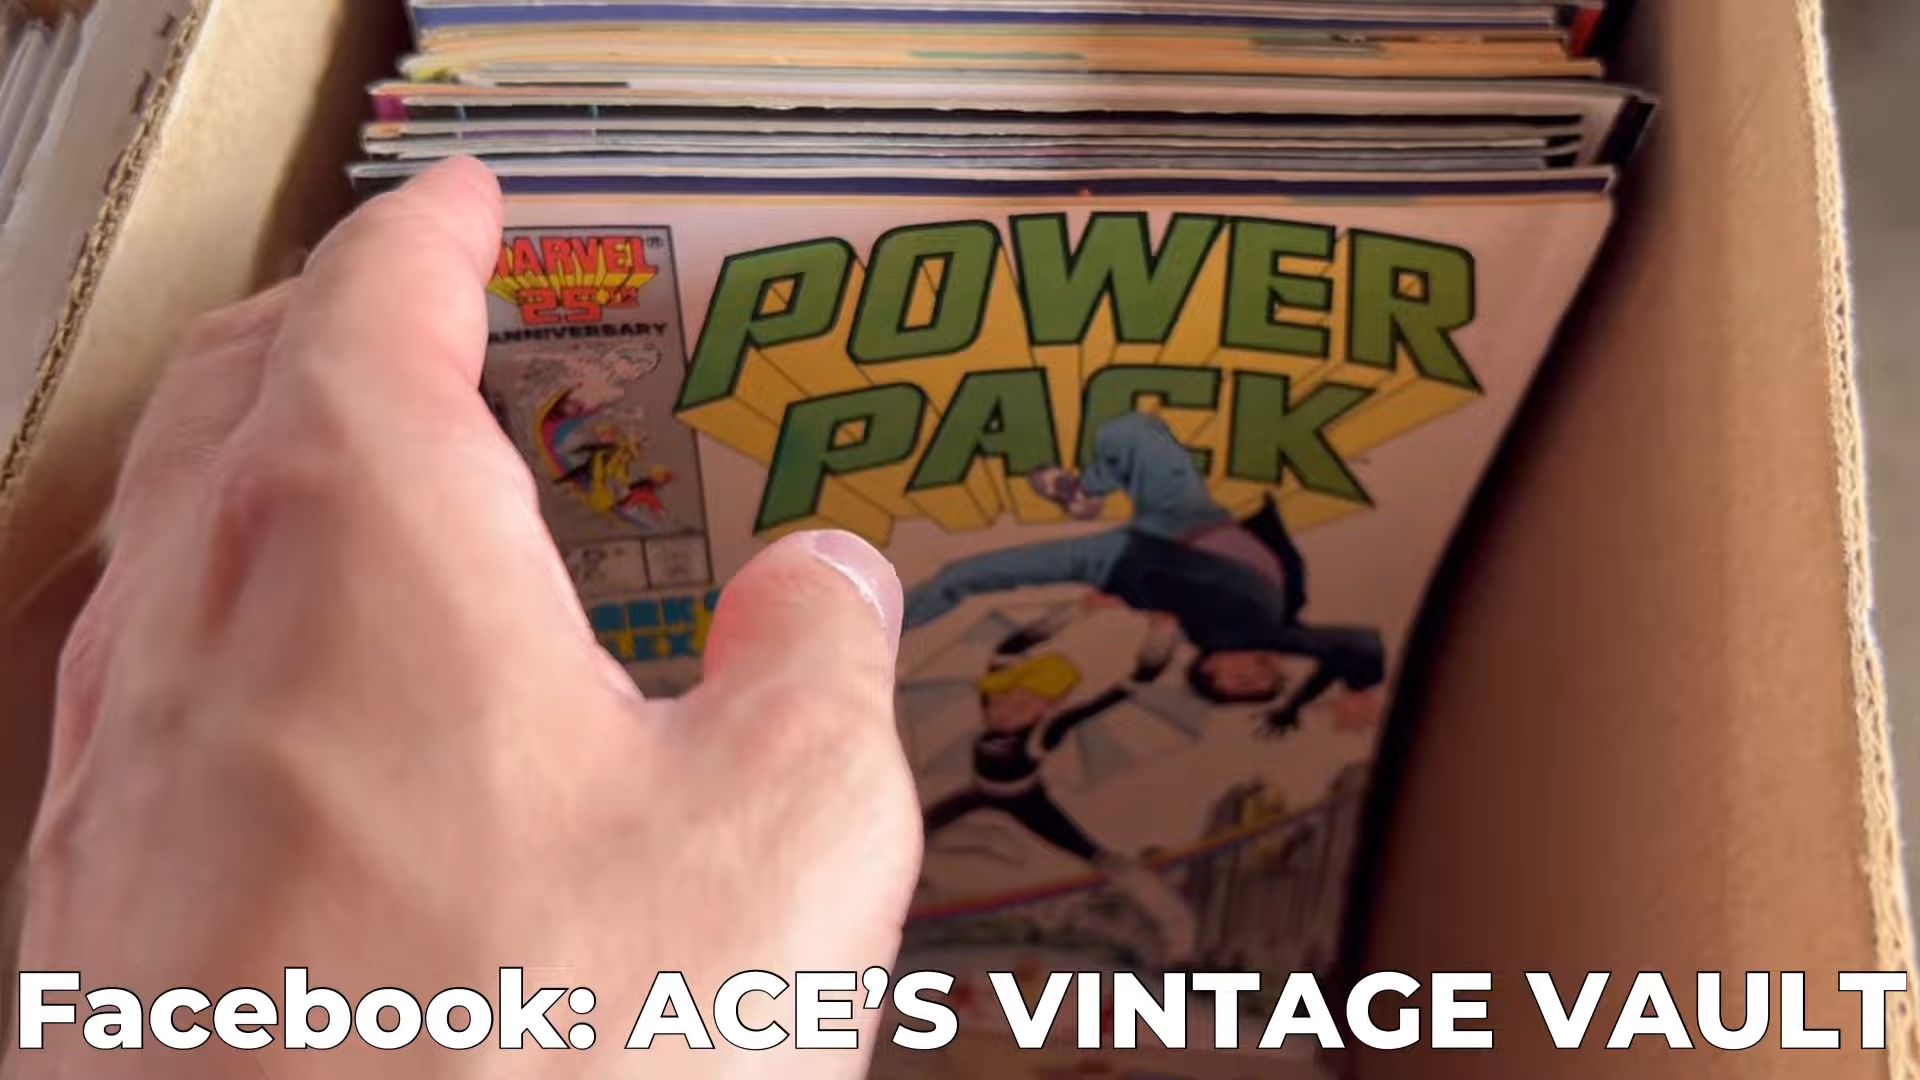 MARVEL®
25TH
ANNIVERSARY
POWER
PACK
Facebook: ACE’S VINTAGE VAULT